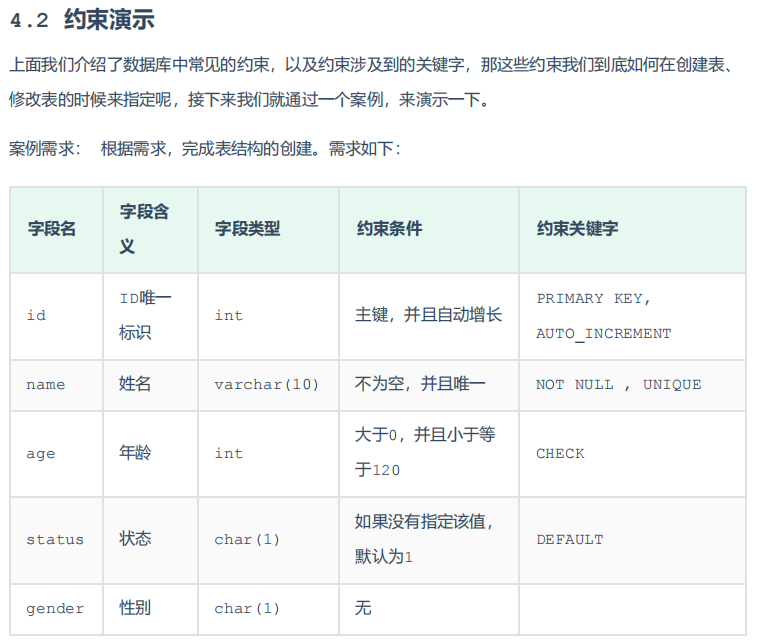 4.2 约束演示
上面我们介绍了数据库中常见的约束，以及约束涉及到的关键字，那这些约束我们到底如何在创建表、
修改表的时候来指定呢，接下来我们就通过一个案例，来演示一下。
案例需求： 根据需求，完成表结构的创建。需求如下：
字段名 字段含义 字段类型 约束条件 约束关键字
id ID唯一标识 int 主键，并且自动增长 PRIMARY KEY, AUTO_INCREMENT
name 姓名 varchar(10) 不为空，并且唯一 NOT NULL , UNIQUE
age 年龄 int 大于0，并且小于等于120 CHECK
status 状态 char(1) 如果没有指定该值，默认为1 DEFAULT
gender 性别 char(1) 无